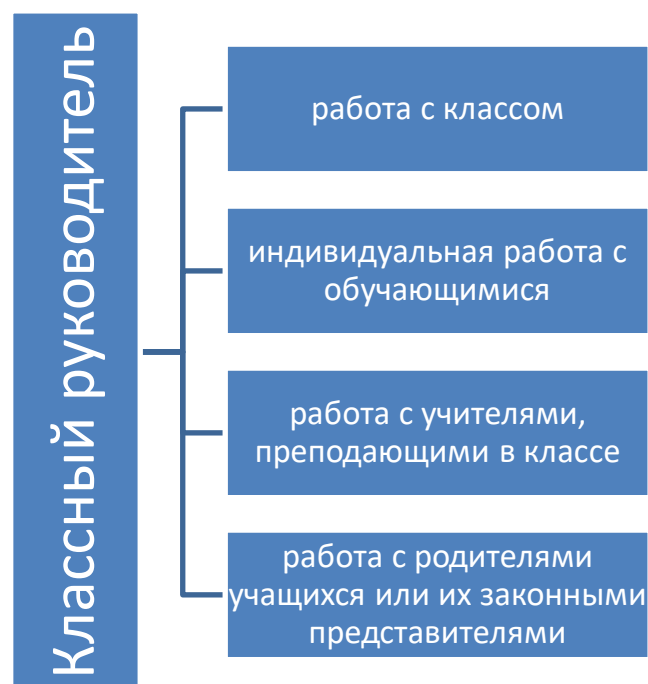 Классный руководитель
работа с классом
индивидуальная работа с
обучающимися
работа с учителями,
преподающими в классе
работа с родителями
учащихся или их законными
представителями